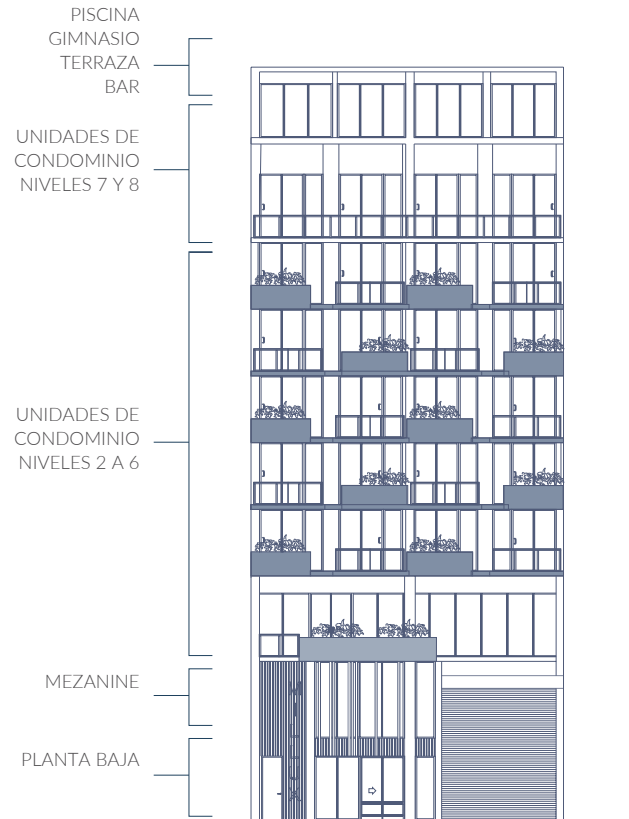 PISCINA
GIMNASIO
TERRAZA
BAR
UNIDADES DE
CONDOMINIO
NIVELES 7 Y 8
UNIDADES DE
CONDOMINIO
NIVELES 2 A 6
MEZANINE
PLANTA BAJA